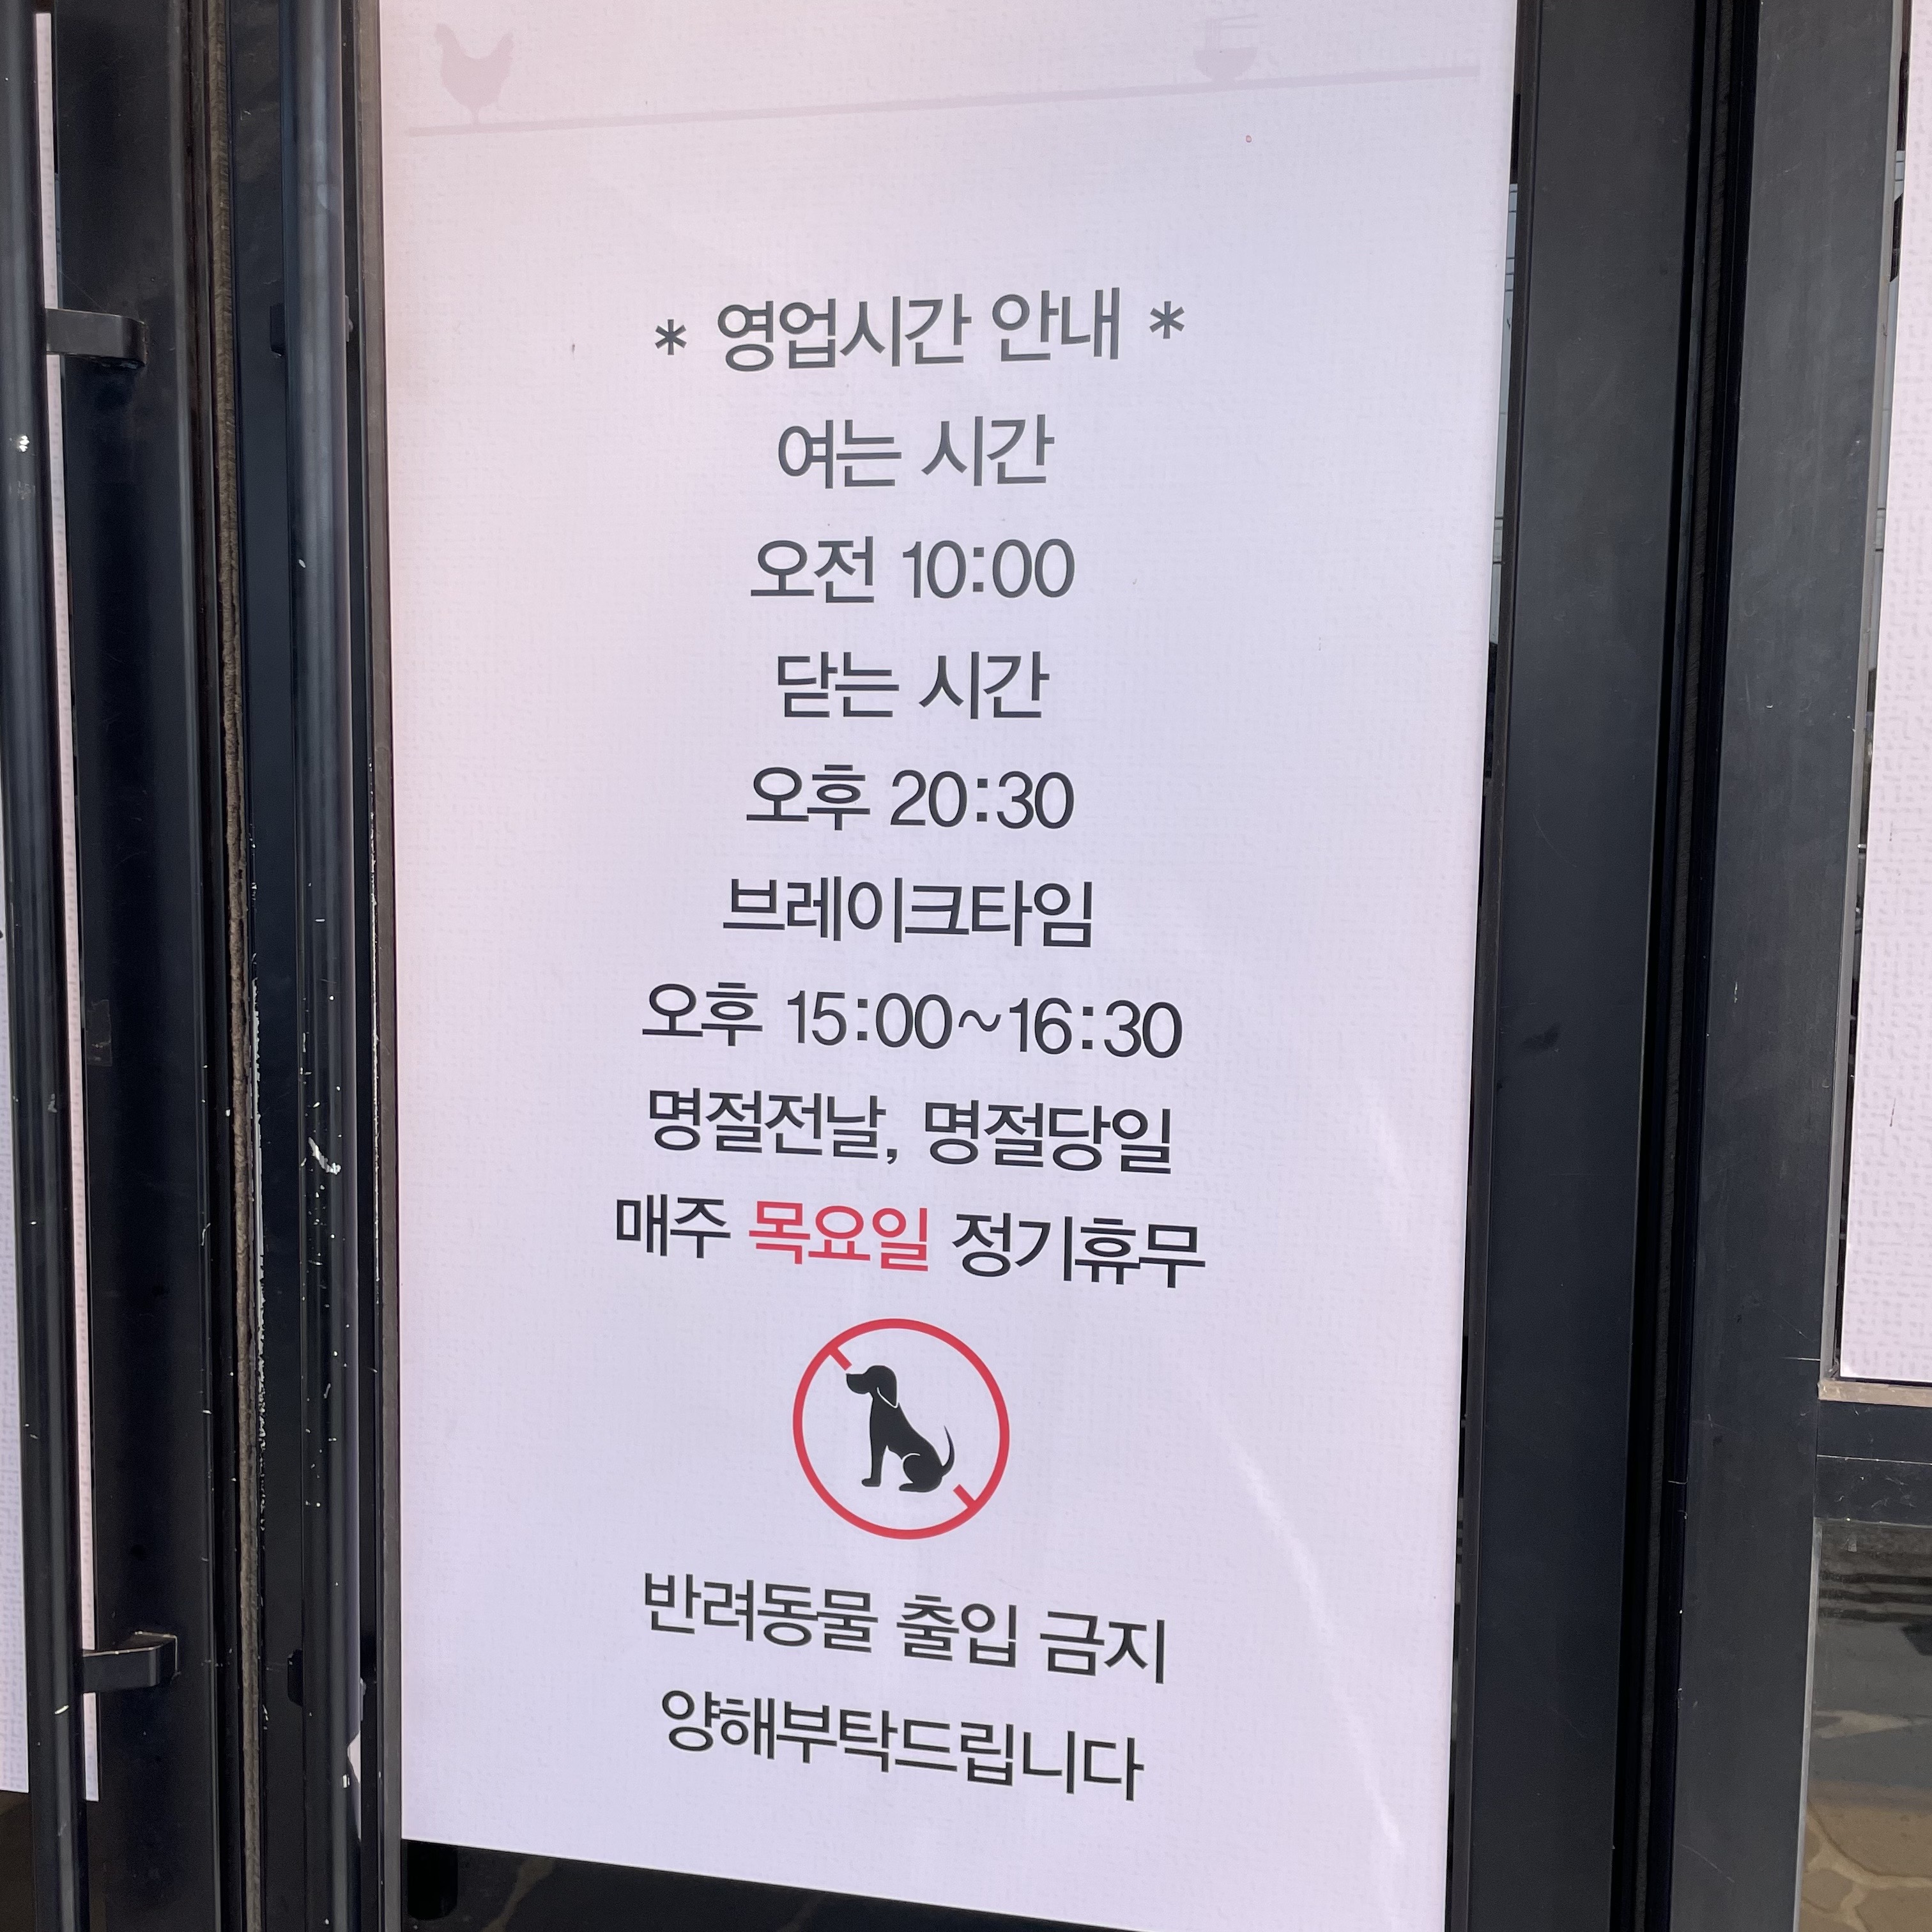 * 영업시간 안내 *
여는 시간
오전 10:00
닫는 시간
오후 20:30
브레이크타임
오후 15:00~16:30
명절전날, 명절당일
매주 목요일 정기휴무
반려동물 출입 금지
양해부탁드립니다